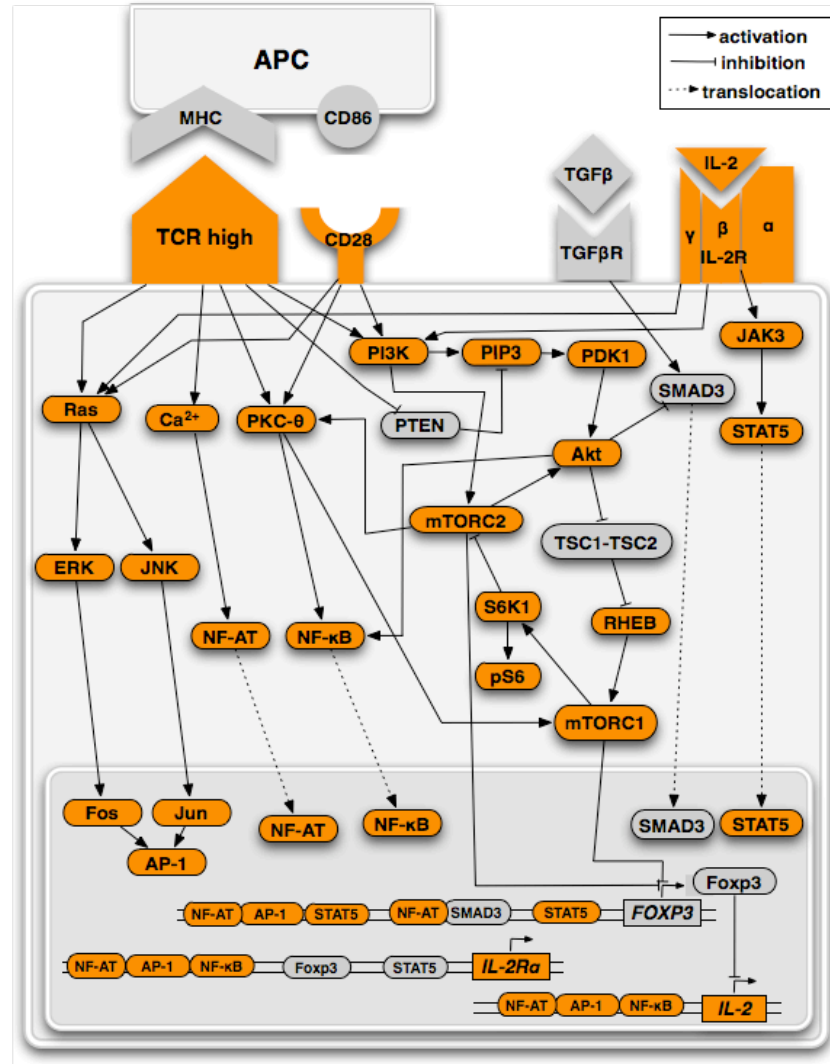 APC
activation
inhibition
translocation
MHC
CD86
TCR high
CD28
TGFβ
TGFβR
IL-2
γ
β
α
IL-2R
JAK3
PI3K
PIP3
PDK1
SMAD3
Ras
Ca2+
PKC-θ
PTEN
STAT5
Akt
mTORC2
TSC1-TSC2
ERK
JNK
S6K1
RHEB
NF-AT
NF-κB
pS6
mTORC1
Fos
Jun
NF-AT
NF-κB
SMAD3
STAT5
AP-1
Foxp3
NF-AT AP-1 STAT5 NF-AT SMAD3 STAT5 FOXP3
NF-AT AP-1 NF-κB Foxp3 STAT5 IL-2Rα
NF-AT AP-1 NF-κB IL-2